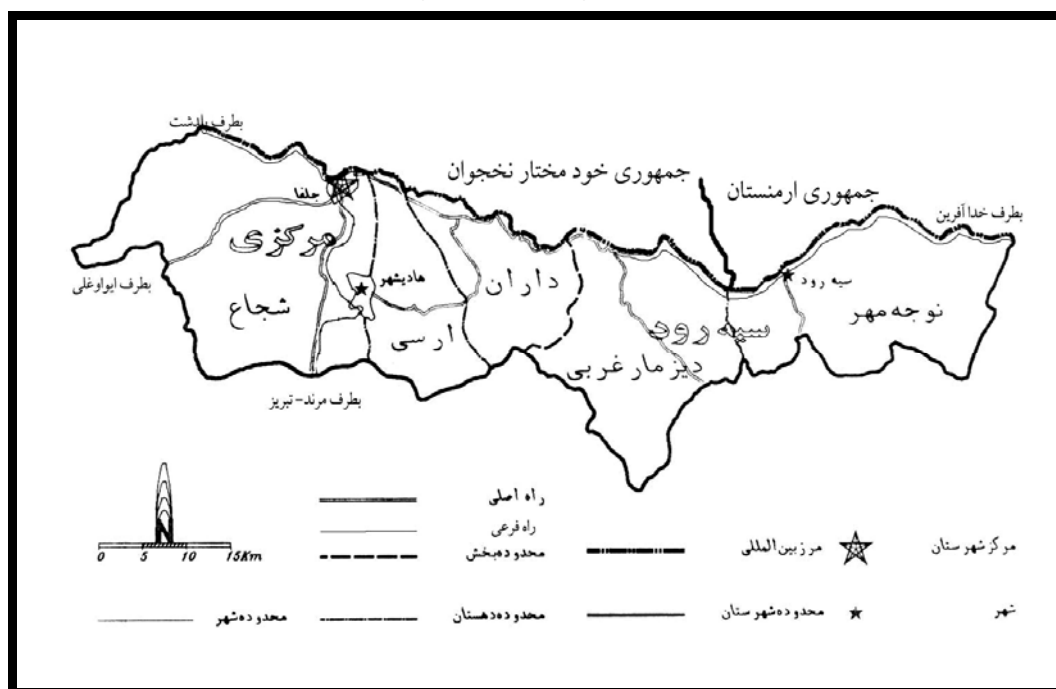 بطرف پلدشت
جمهوری خود مختار نخجوان
جمهوری ارمنستان
بطرف خدا آفرین
جلفا
مرکزی
هادیشهر
داران
سیه رود
نوجه مهر
بطرف ایواوغلی
شجاع
ارسی
سیه رود
دیزمار غربی
بطرف مرند-تبریز
راه اصلی
راه فرعی
N
0 5 10 15Km
محدوده بخش
مرز بین المللی
مرکز شهرستان
محدوده شهر
محدوده دهستان
محدوده شهرستان
شهر